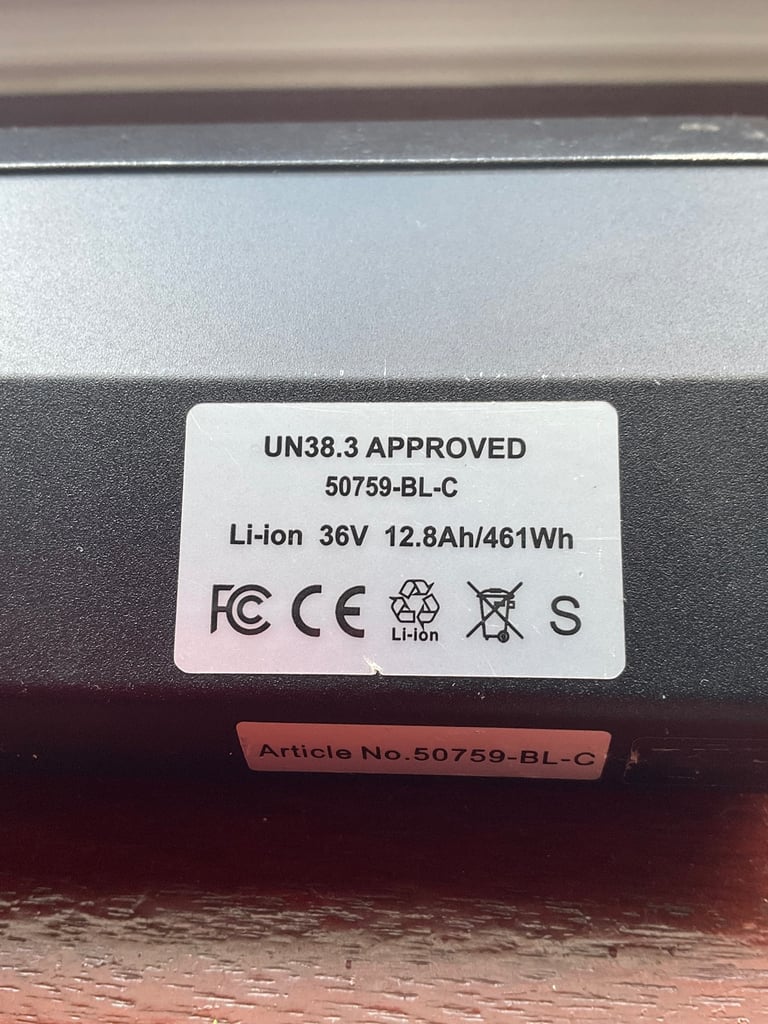 UN38.3 APPROVED
50759-BL-C
Li-ion 36V 12.8Ah/461Wh
FC CE Li-ion S
Article No.50759-BL-C